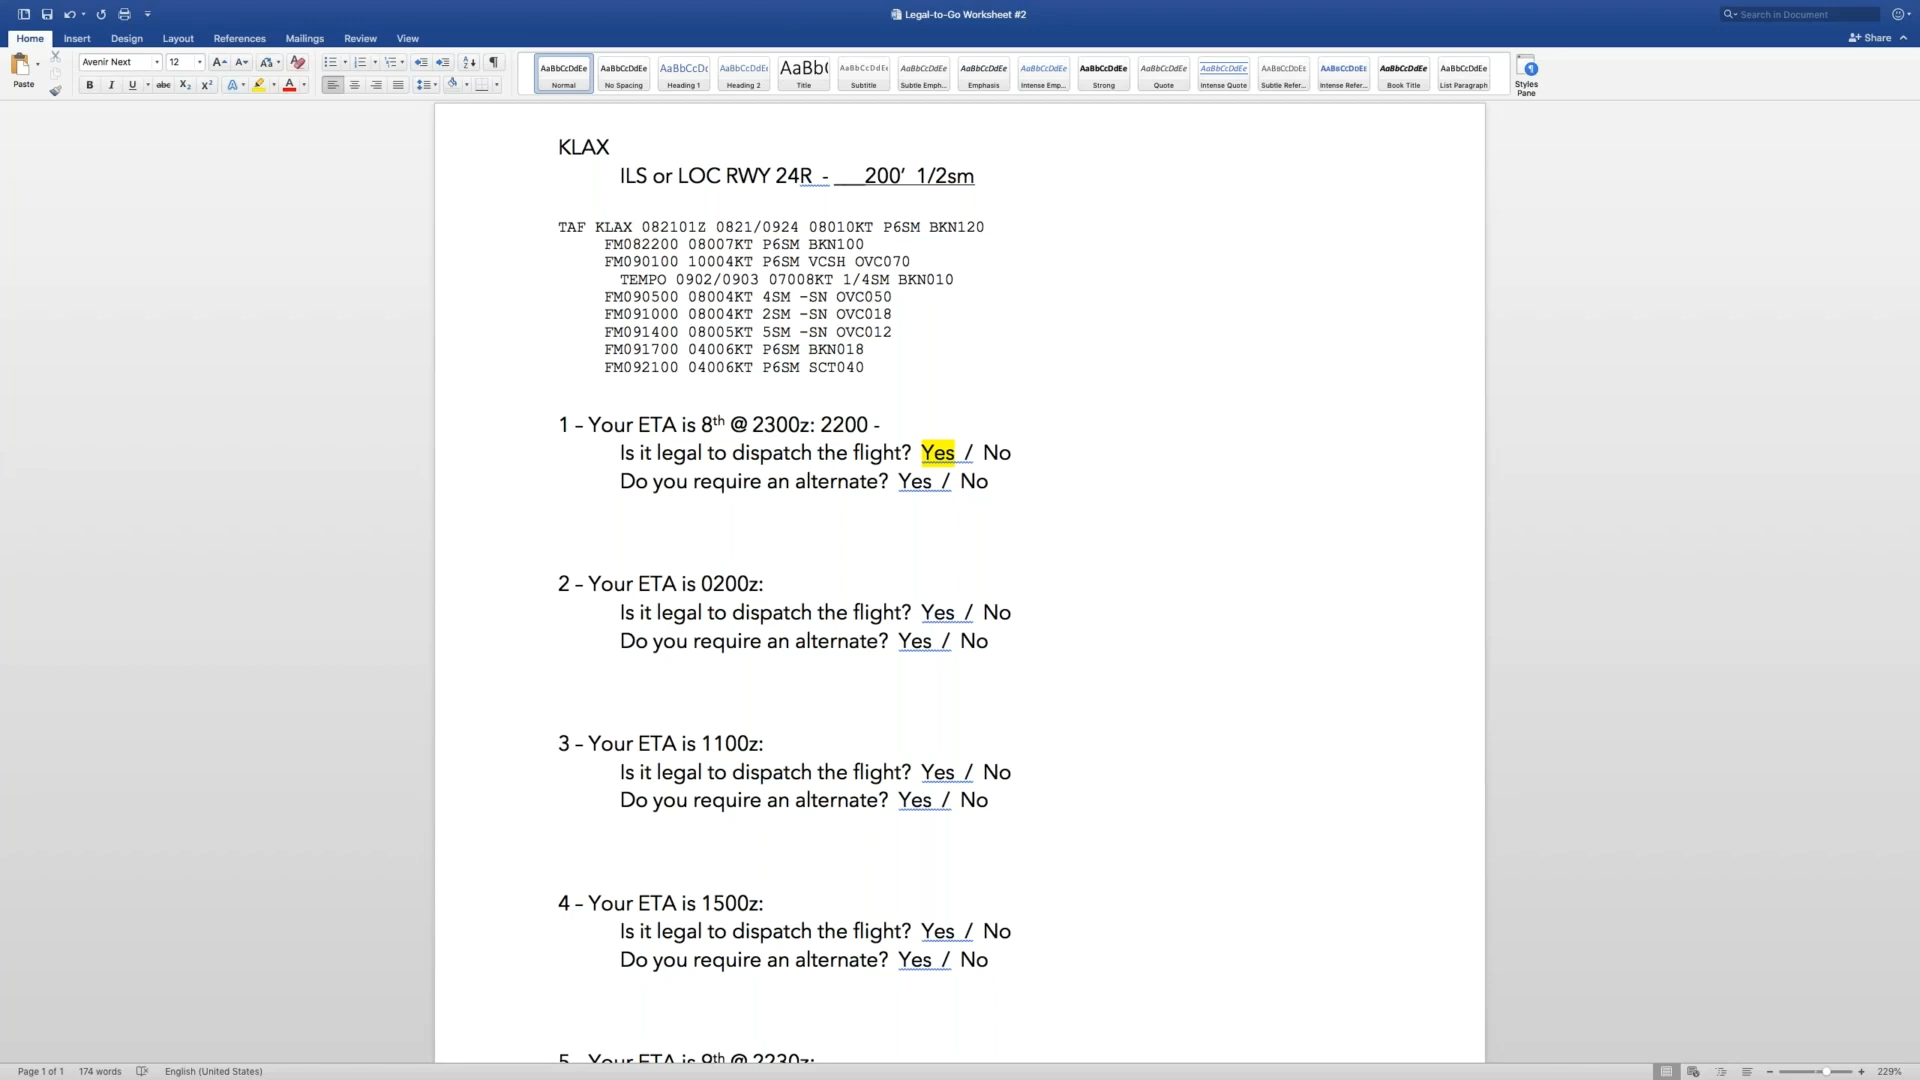 Legal-to-Go Worksheet #2
Search in Document
Home Insert Design Layout References Mailings Review View
Share
Paste
Avenir Next 12
AaBbCcDdEe AaBbCcDdEe AaBbCcDc AaBbCcDdEe AaBb( AaBbCcDdEe AaBbCcDdEe AaBbCcDdEe AaBbCcDdEe AaBbCcDdEe AaBbCcDdEe AaBbCcDdEe AaBbCcDdEe AaBbCcDdEe AaBbCcDdEe AaBbCcDdEe
Normal No Spacing Heading 1 Heading 2 Title Subtitle Subtle Emph... Emphasis Intense Emp... Strong Quote Intense Quote Subtle Refer... Intense Refer... Book Title List Paragraph
Styles Pane
KLAX
ILS or LOC RWY 24R - ___200’ 1/2sm
TAF KLAX 082101Z 0821/0924 08010KT P6SM BKN120
FM082200 08007KT P6SM BKN100
FM090100 10004KT P6SM VCSH OVC070
TEMPO 0902/0903 07008KT 1/4SM BKN010
FM090500 08004KT 4SM -SN OVC050
FM091000 08004KT 2SM -SN OVC018
FM091400 08005KT 5SM -SN OVC012
FM091700 04006KT P6SM BKN018
FM092100 04006KT P6SM SCT040
1 – Your ETA is 8th @ 2300z: 2200 -
Is it legal to dispatch the flight? Yes / No
Do you require an alternate? Yes / No
2 – Your ETA is 0200z:
Is it legal to dispatch the flight? Yes / No
Do you require an alternate? Yes / No
3 – Your ETA is 1100z:
Is it legal to dispatch the flight? Yes / No
Do you require an alternate? Yes / No
4 – Your ETA is 1500z:
Is it legal to dispatch the flight? Yes / No
Do you require an alternate? Yes / No
5 – Your ETA is 9th @ 2230z:
Page 1 of 1 174 words English (United States) 229%